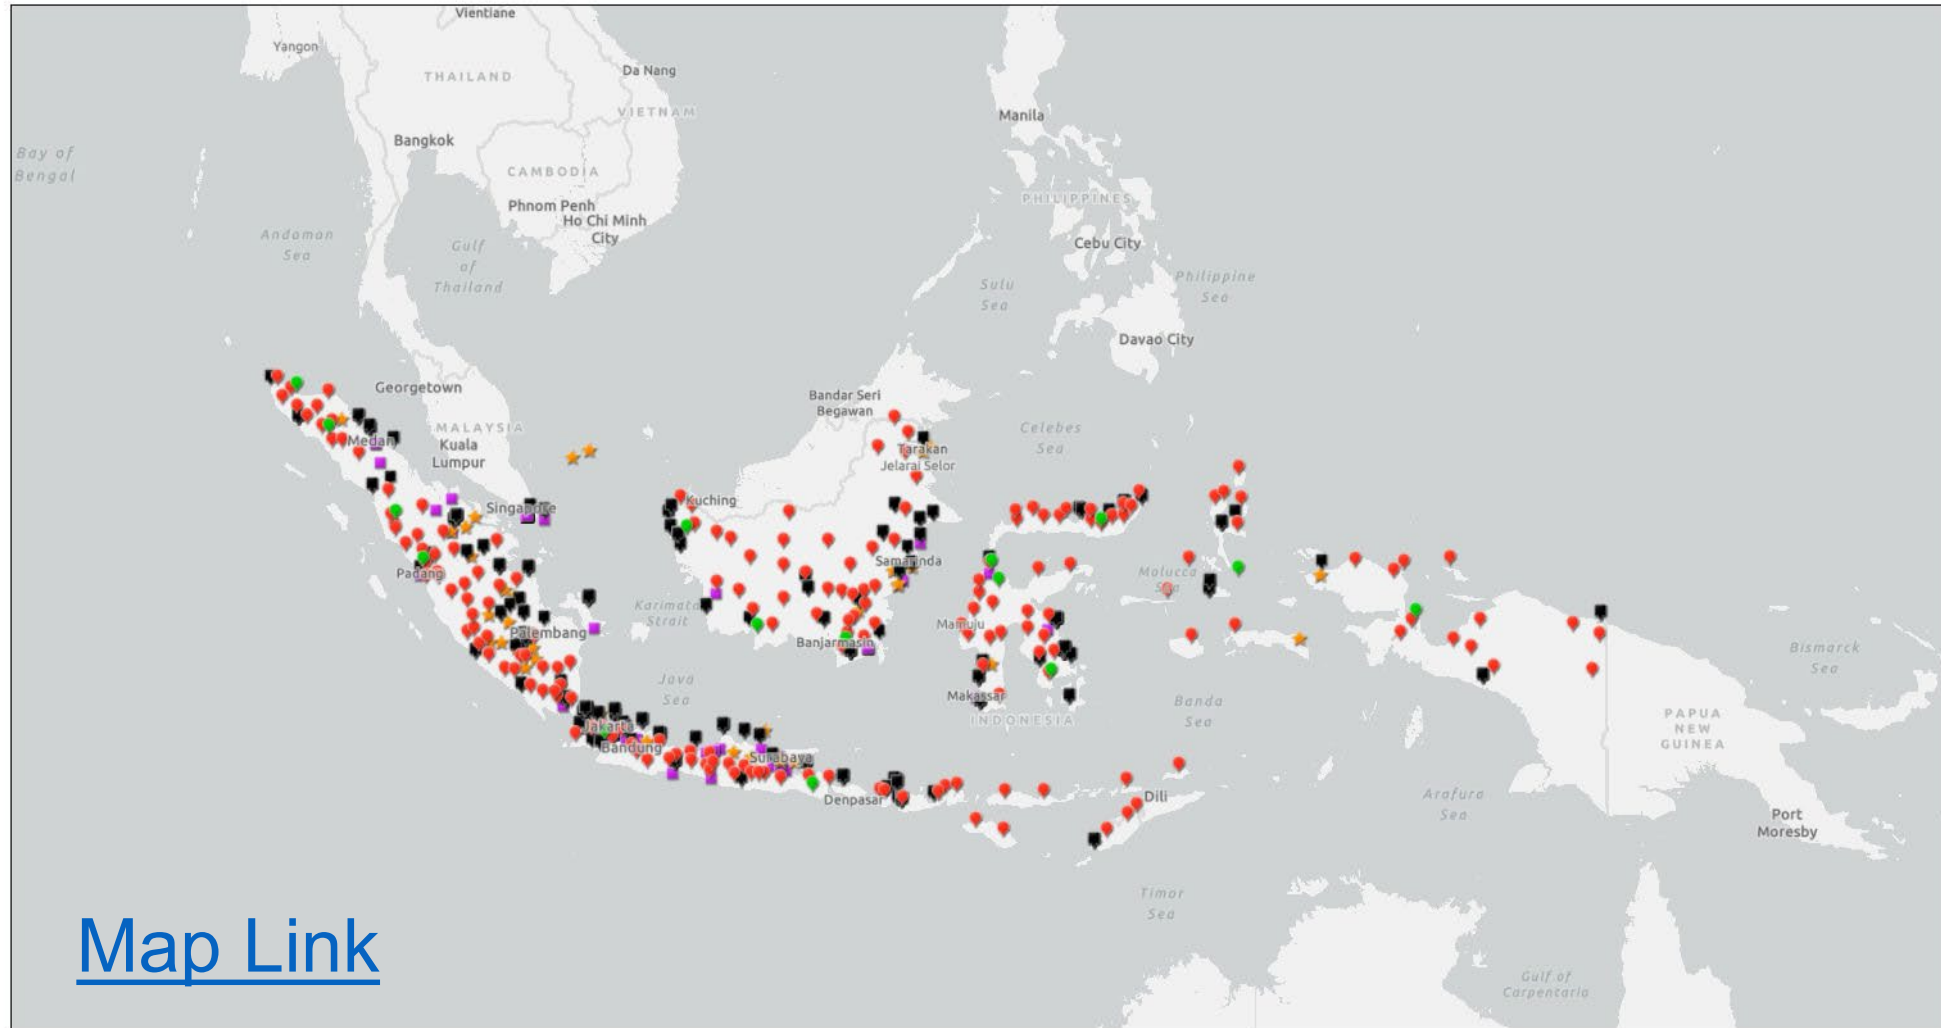 Vientiane
Yangon
Da Nang
THAILAND
VIETNAM
Manila
Bangkok
Bay of
Bengal
CAMBODIA
PHILIPPINES
Phnom Penh
Ho Chi Minh
City
Andaman
Sea
Gulf
of
Thailand
Cebu City
Sulu
Sea
Philippine
Sea
Davao City
Georgetown
Bandar Seri
Begawan
MALAYSIA
Medan
Kuala
Lumpur
Celebes
Sea
Tarakan
Jelarai Selor
Kuching
Singapore
Samarinda
Padang
Molucca
Sea
Karimata
Strait
Mamuju
Palembang
Banjarmasin
Bismarck
Sea
Java
Sea
Makassar
Banda
Sea
INDONESIA
Jakarta
Bandung
PAPUA
NEW
GUINEA
Surabaya
Denpasar
Dili
Arafura
Sea
Port
Moresby
Timor
Sea
Map Link
Gulf of
Carpentaria